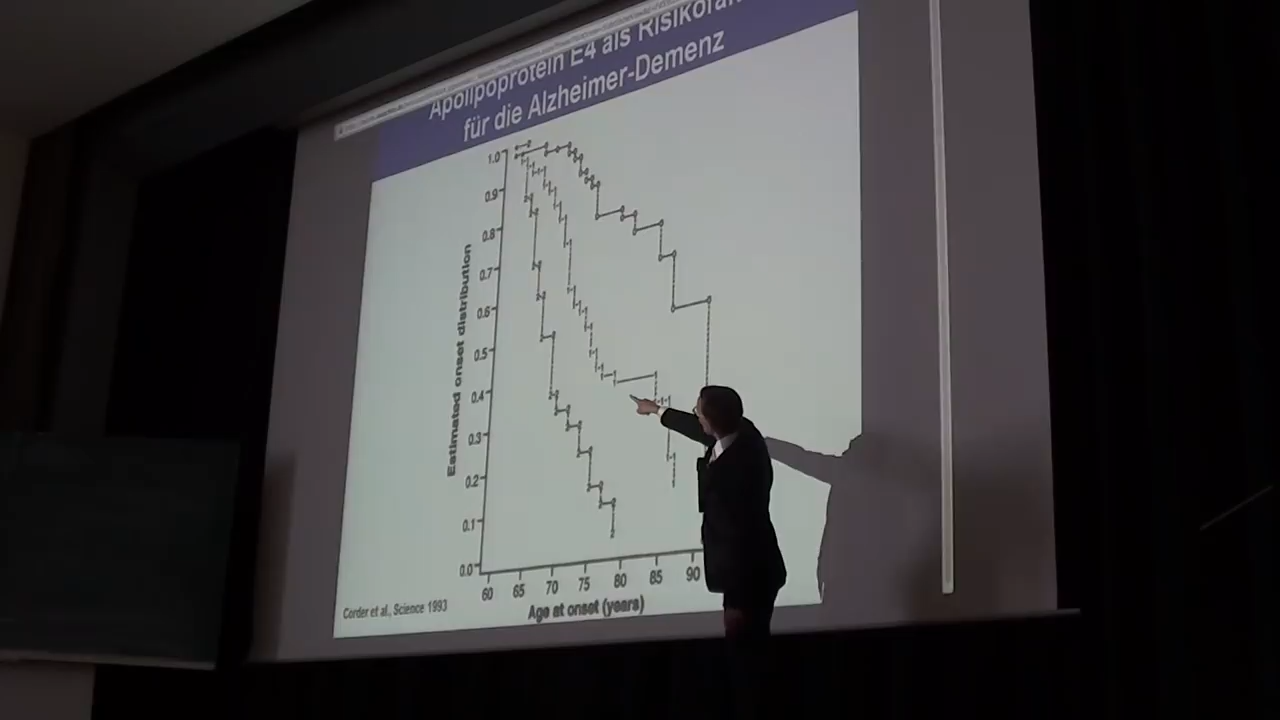 Apolipoprotein E4 als
für die Alzheimer-Demenz
1.0
0.9
0.8
0.7
0.6
0.5
0.4
0.3
0.2
0.1
0.0
Estimated onset distribution
60 65 70 75 80 85 90
Age at onset (years)
Corder et al., Science 1993